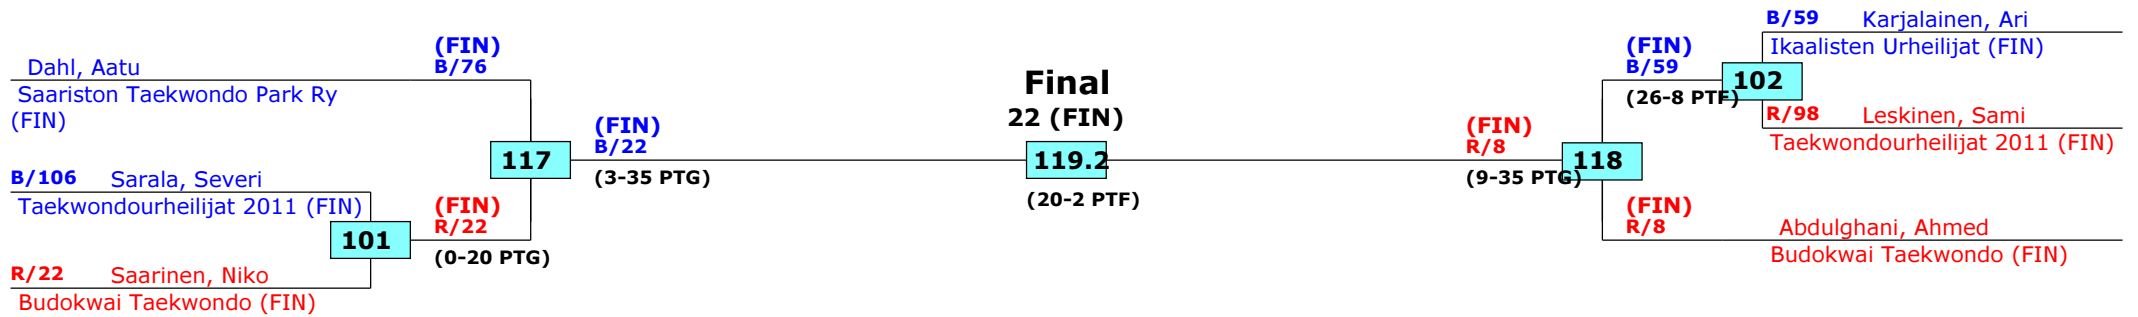 Dahl, Aatu
Saariston Taekwondo Park Ry
(FIN)
(FIN)
B/76
B/106 Sarala, Severi
Taekwondourheilijat 2011 (FIN)
101
R/22 Saarinen, Niko
Budokwai Taekwondo (FIN)
(FIN)
R/22
(0-20 PTG)
117
(FIN)
B/22
(3-35 PTG)
Final
22 (FIN)
119.2
(20-2 PTF)
(FIN)
R/8
(9-35 PTG)
118
(FIN)
B/59
(26-8 PTF)
102
B/59 Karjalainen, Ari
Ikaalisten Urheilijat (FIN)
R/98 Leskinen, Sami
Taekwondourheilijat 2011 (FIN)
(FIN)
R/8
Abdulghani, Ahmed
Budokwai Taekwondo (FIN)